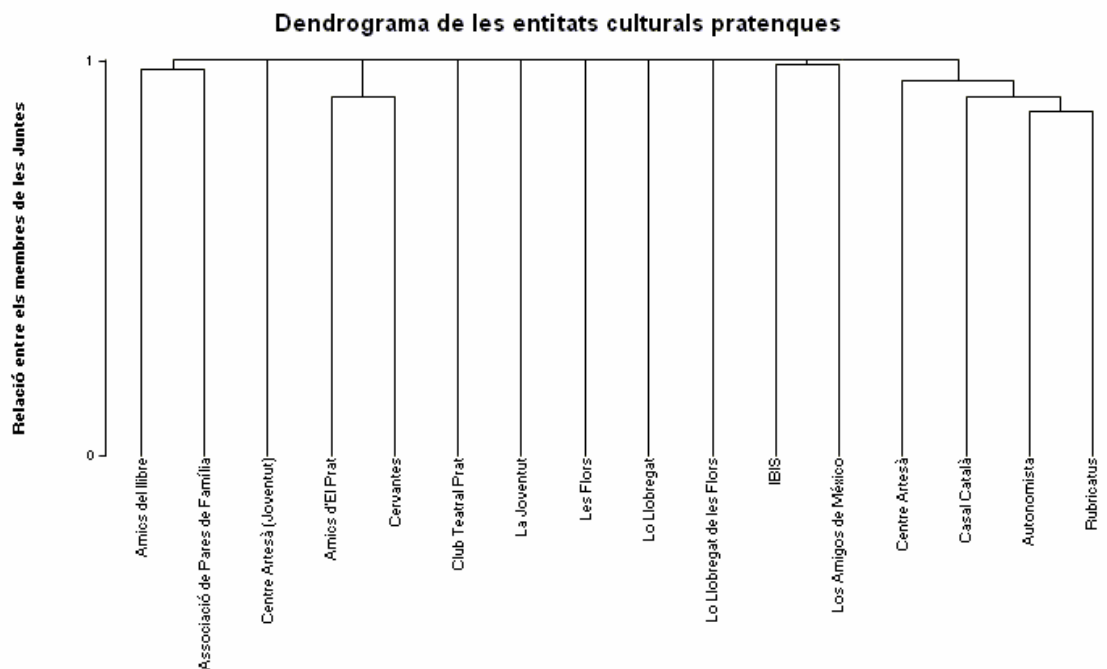 Dendrograma de les entitats culturals pratenques
Relació entre els membres de les Juntes
1
0
Amics del llibre
Associació de Pares de Família
Centre Artesà (Joventut)
Amics d'El Prat
Cervantes
Club Teatral Prat
La Joventut
Les Flors
Lo Llobregat
Lo Llobregat de les Flors
IBIS
Los Amigos de México
Centre Artesà
Casal Català
Autonomista
Rubricatus